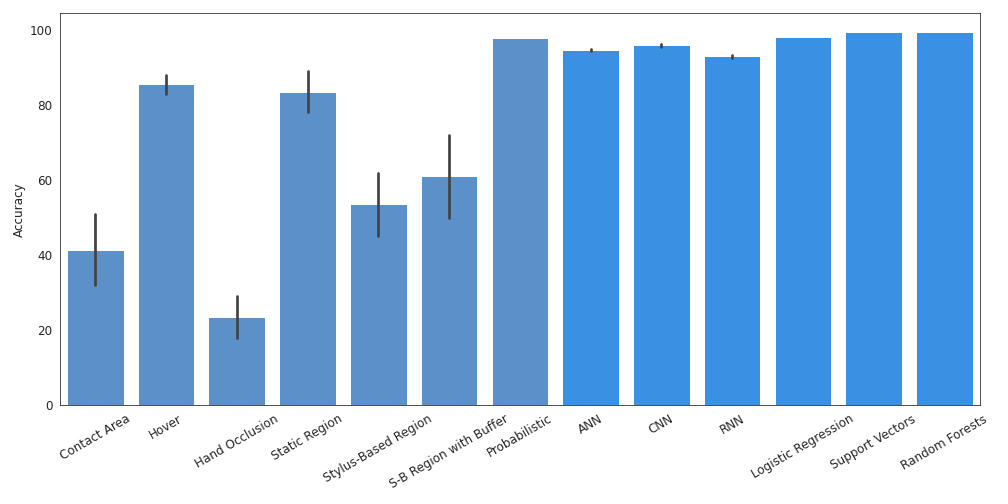 100
80
60
40
20
0
Accuracy
Contact Area
Hover
Hand Occlusion
Static Region
Stylus-Based Region
S-B Region with Buffer
Probabilistic
ANN
CNN
RNN
Logistic Regression
Support Vectors
Random Forests